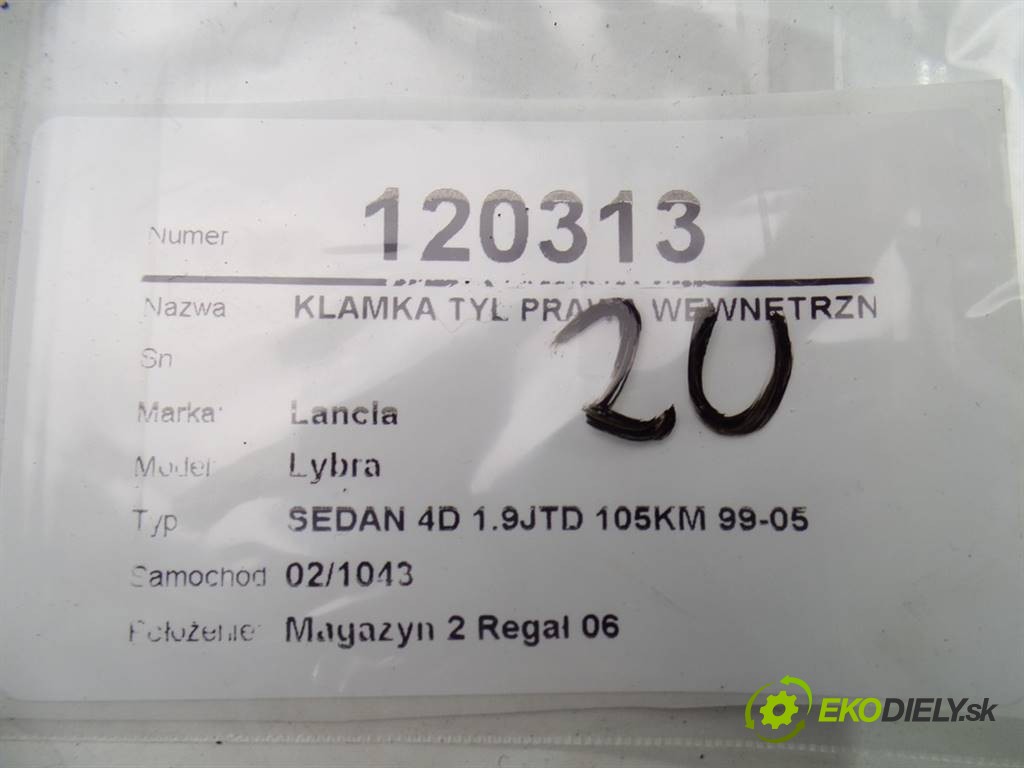 Numer 120313
Nazwa KLAMKA TYL PRAWA WEWNETRZN
20
Sn
Marka: Lancia
Model: Lybra
Typ SEDAN 4D 1.9JTD 105KM 99-05
Samochod 02/1043
Położenie: Magazyn 2 Regał 06
EKODIELY.sk